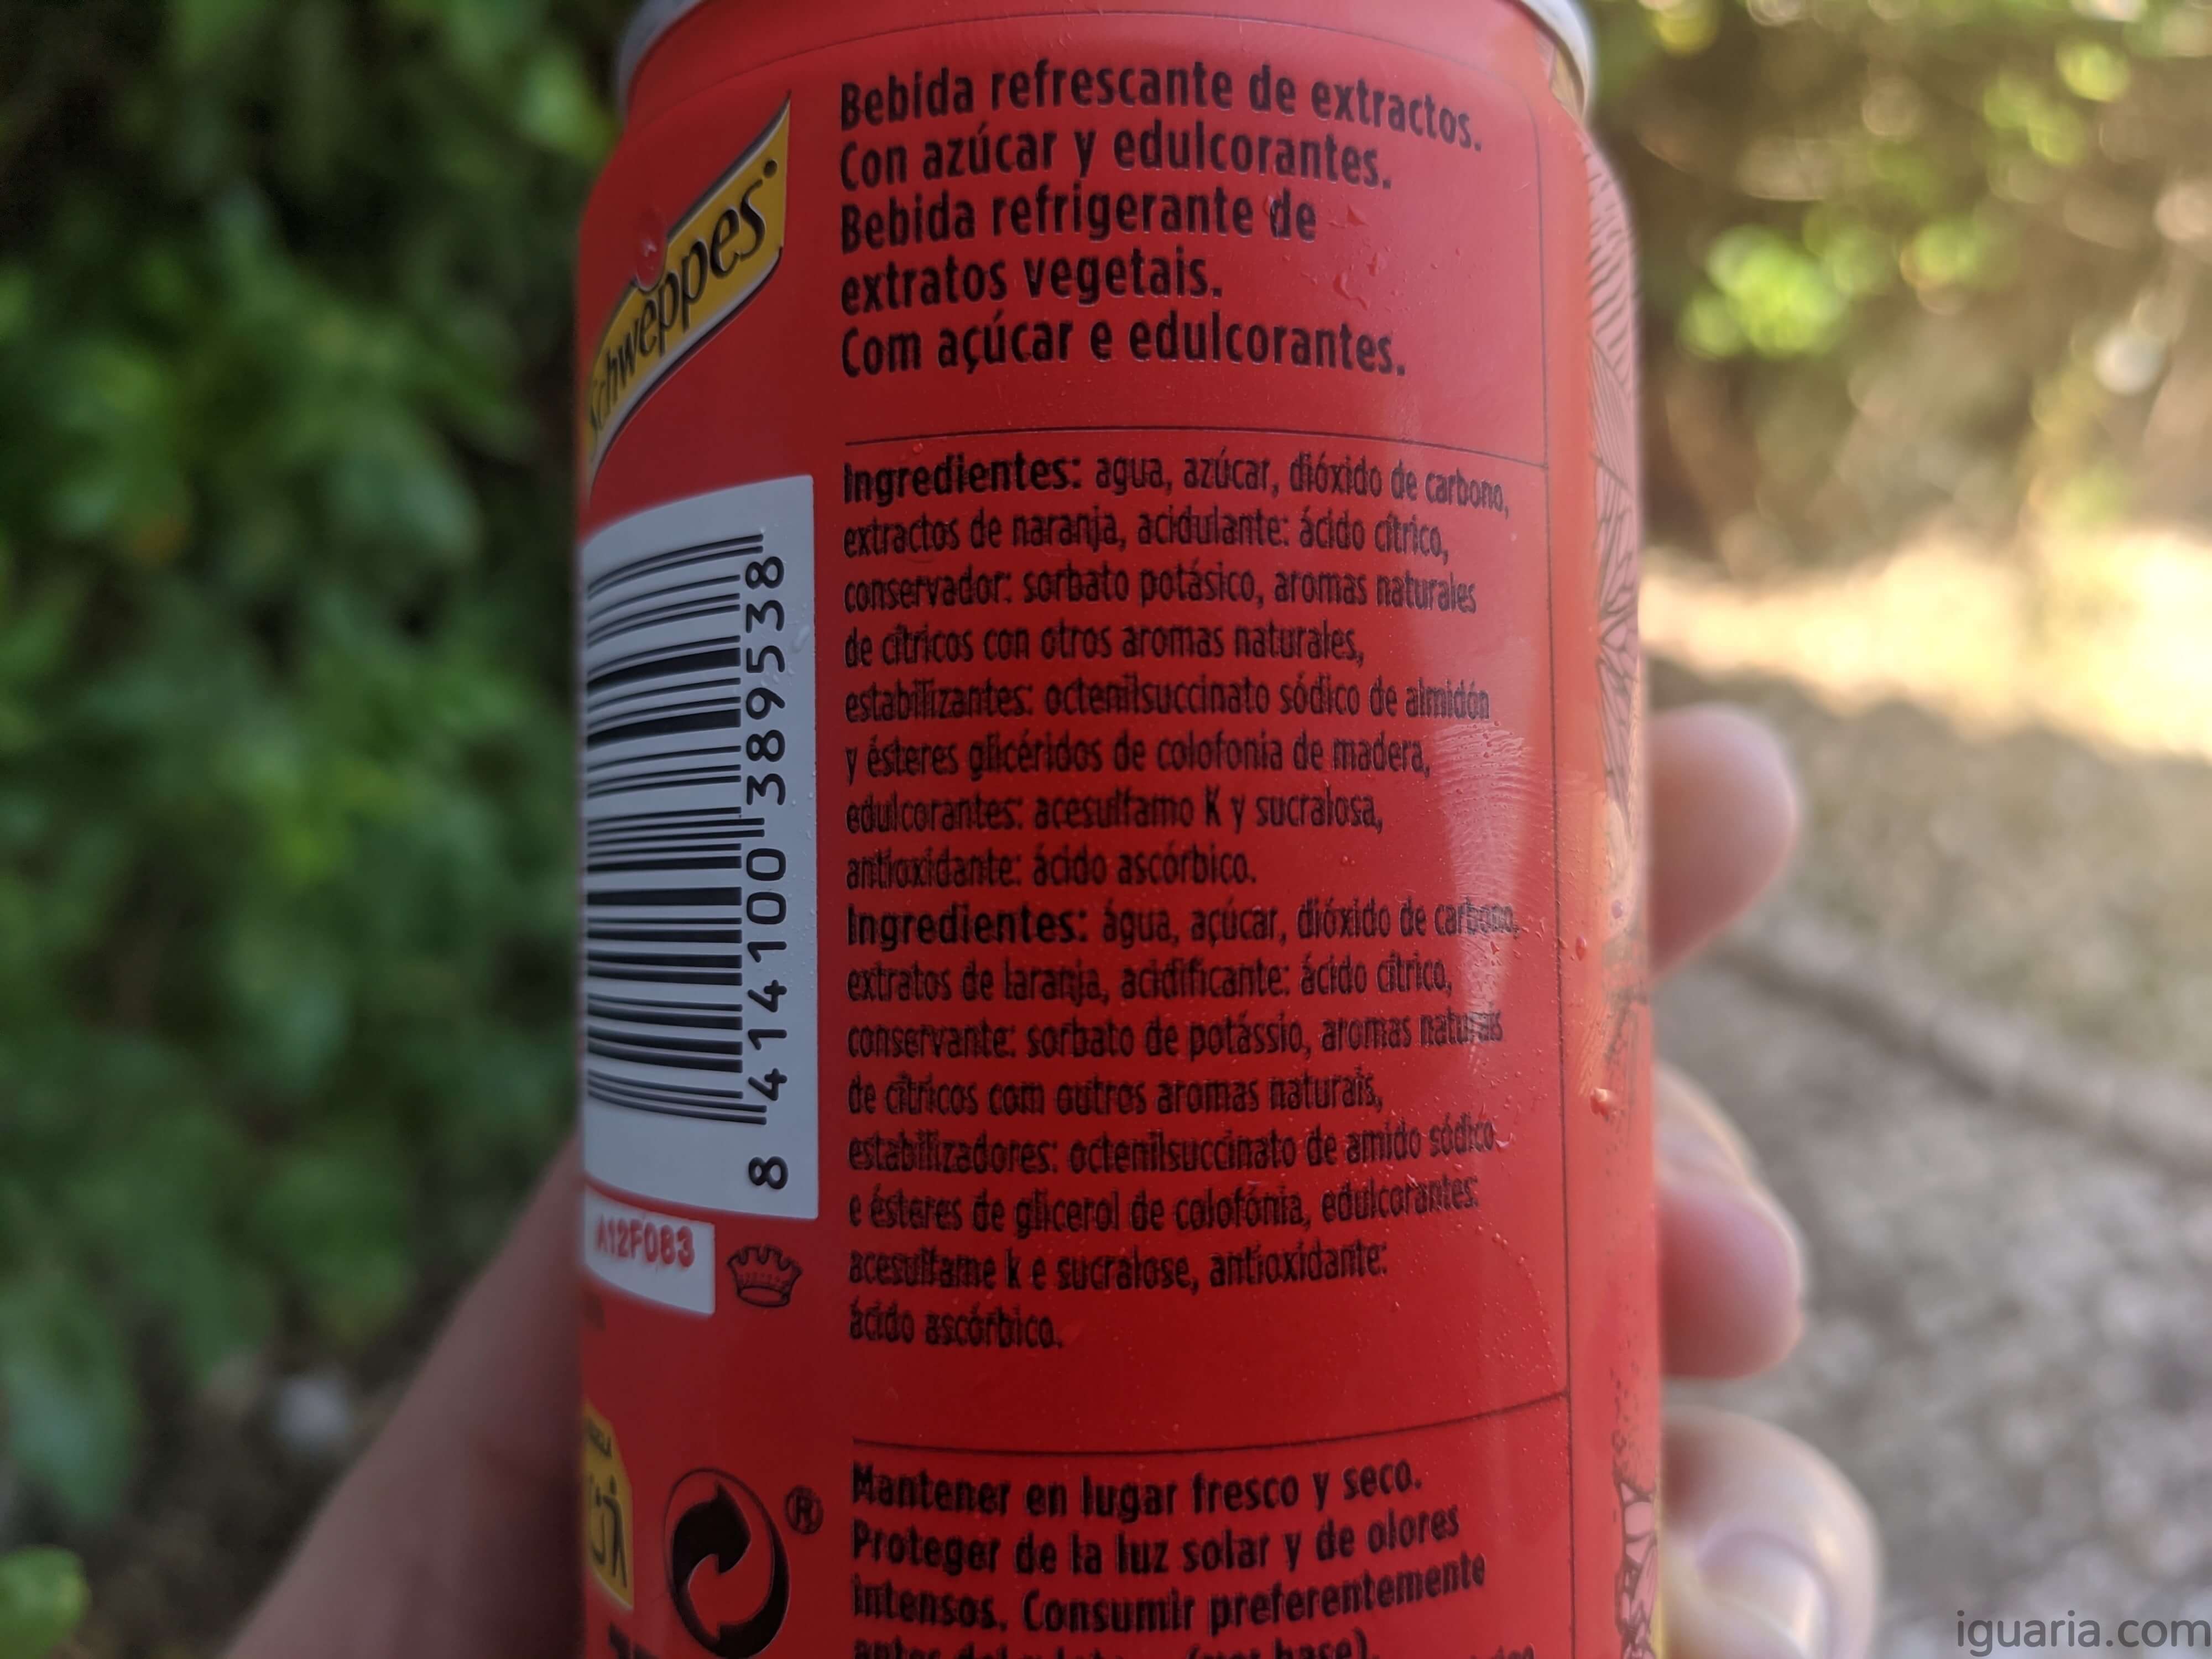 Schweppes
Bebida refrescante de extractos.
Con azúcar y edulcorantes.
Bebida refrigerante de
extratos vegetais.
Com açúcar e edulcorantes.
Ingredientes: agua, azúcar, dióxido de carbono,
extractos de naranja, acidulante: ácido cítrico,
conservador: sorbato potásico, aromas naturales
de cítricos con otros aromas naturales,
estabilizantes: octenilsuccinato sódico de almidón
y ésteres glicéridos de colofonia de madera,
edulcorantes: acesulfamo K y sucralosa,
antioxidante: ácido ascórbico.
Ingredientes: água, açúcar, dióxido de carbono,
extratos de laranja, acidificante: ácido cítrico,
conservante: sorbato de potássio, aromas naturais
de citricos com outros aromas naturais,
estabilizadores: octenilsuccinato de amido sódico
e ésteres de glicerol de colofónia, edulcorantes:
acesulfame k e sucralose, antioxidante:
ácido ascórbico.
Mantener en lugar fresco y seco.
Proteger de la luz solar y de olores
intensos. Consumir preferentemente
8 414100 389538
A12F083
®
iguaria.com